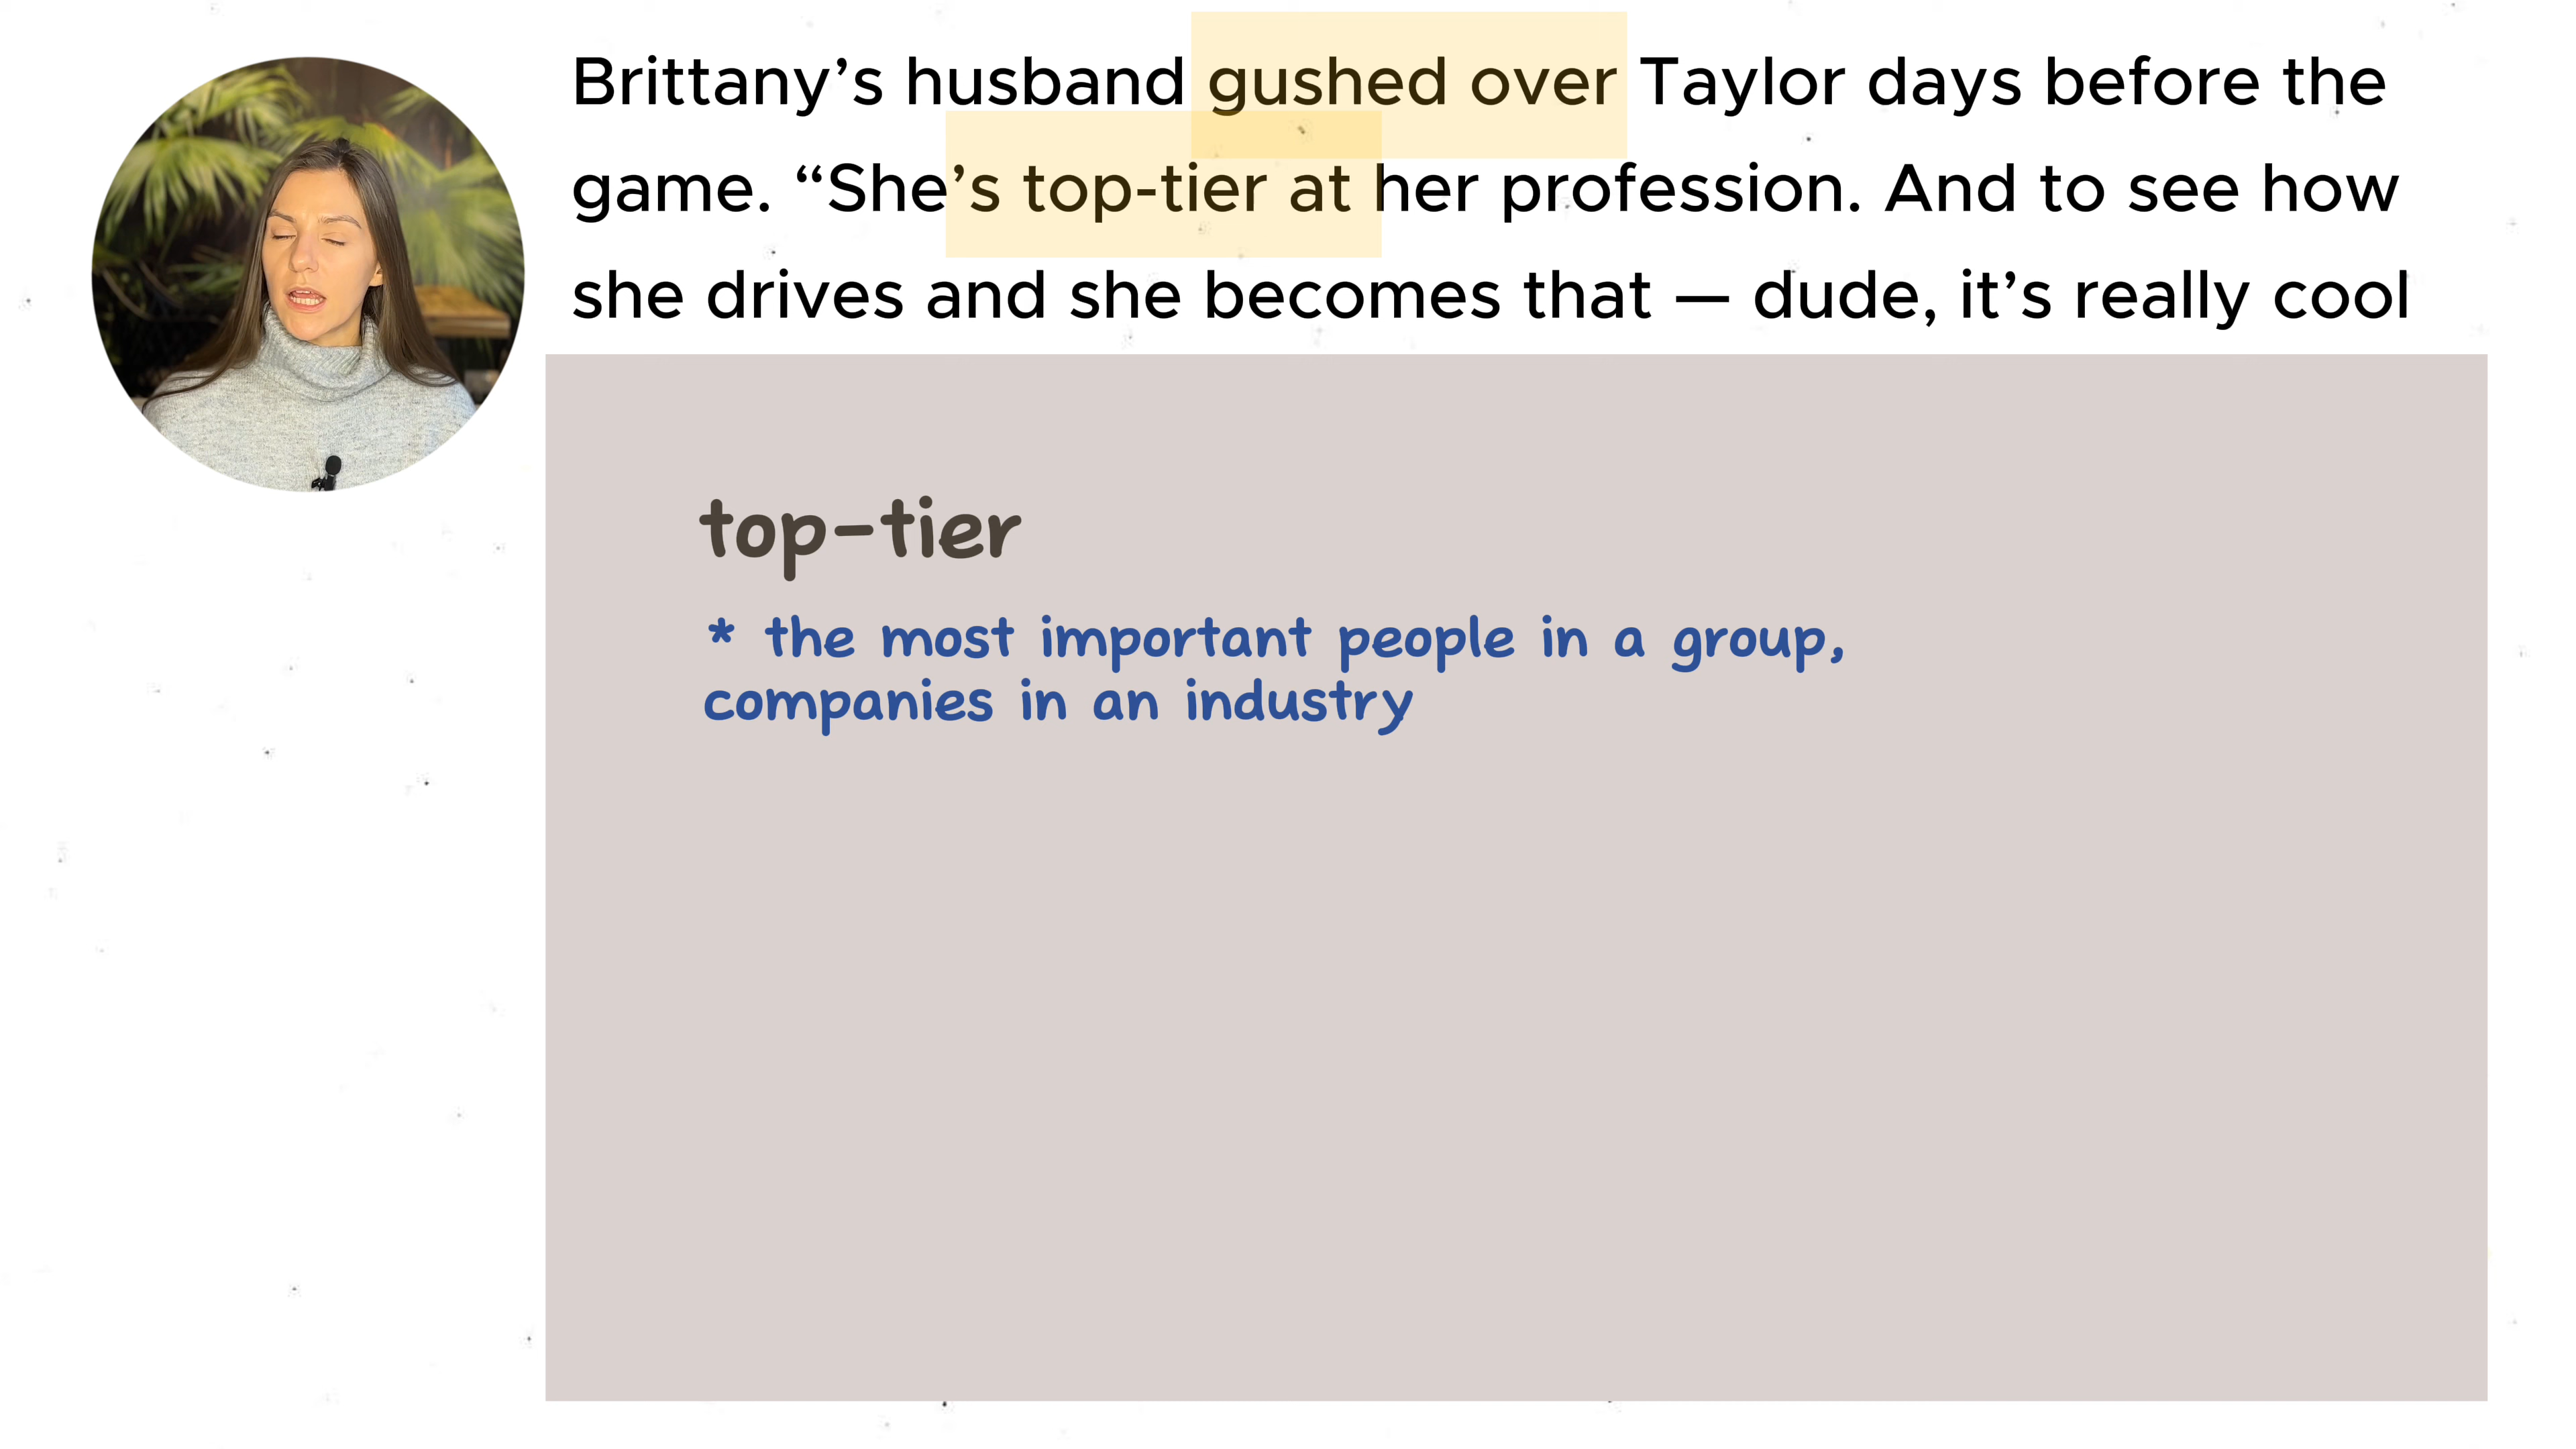 Brittany’s husband gushed over Taylor days before the
game. “She’s top-tier at her profession. And to see how
she drives and she becomes that — dude, it’s really cool
top-tier
* the most important people in a group,
companies in an industry